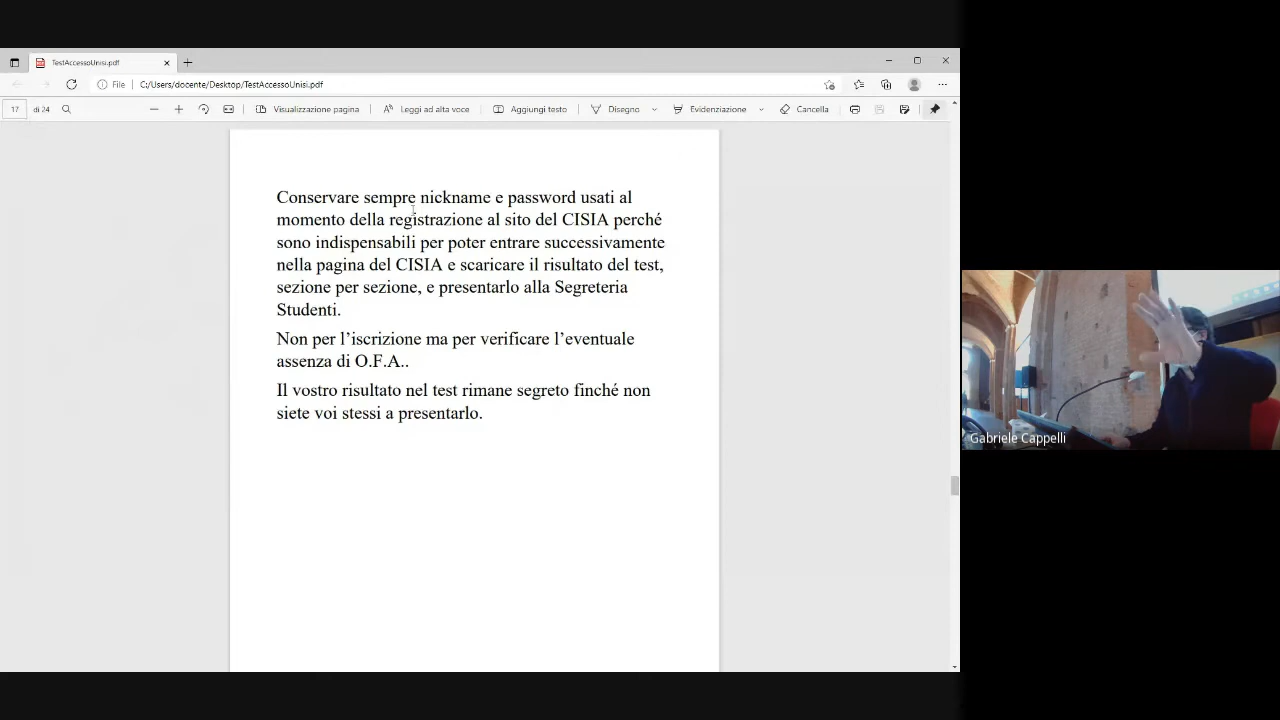 TestAccessoUnisi.pdf
File
C:/Users/docente/Desktop/TestAccessoUnisi.pdf
17 di 24
Visualizzazione pagina
Leggi ad alta voce
Aggiungi testo
Disegno
Evidenziazione
Cancella
Conservare sempre nickname e password usati al
momento della registrazione al sito del CISIA perché
sono indispensabili per poter entrare successivamente
nella pagina del CISIA e scaricare il risultato del test,
sezione per sezione, e presentarlo alla Segreteria
Studenti.
Non per l’iscrizione ma per verificare l’eventuale
assenza di O.F.A..
Il vostro risultato nel test rimane segreto finché non
siete voi stessi a presentarlo.
Gabriele Cappelli